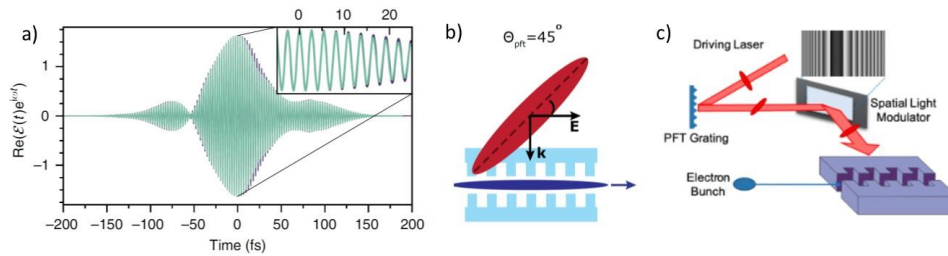 a)
0 10 20
1
0
−1
Re(ℰ(t)e^{iωt})
−200 −150 −100 −50 0 50 100 150 200
Time (fs)
b)
Θpft=45°
E
k
c)
Driving Laser
PFT Grating
Spatial Light
Modulator
Electron
Bunch